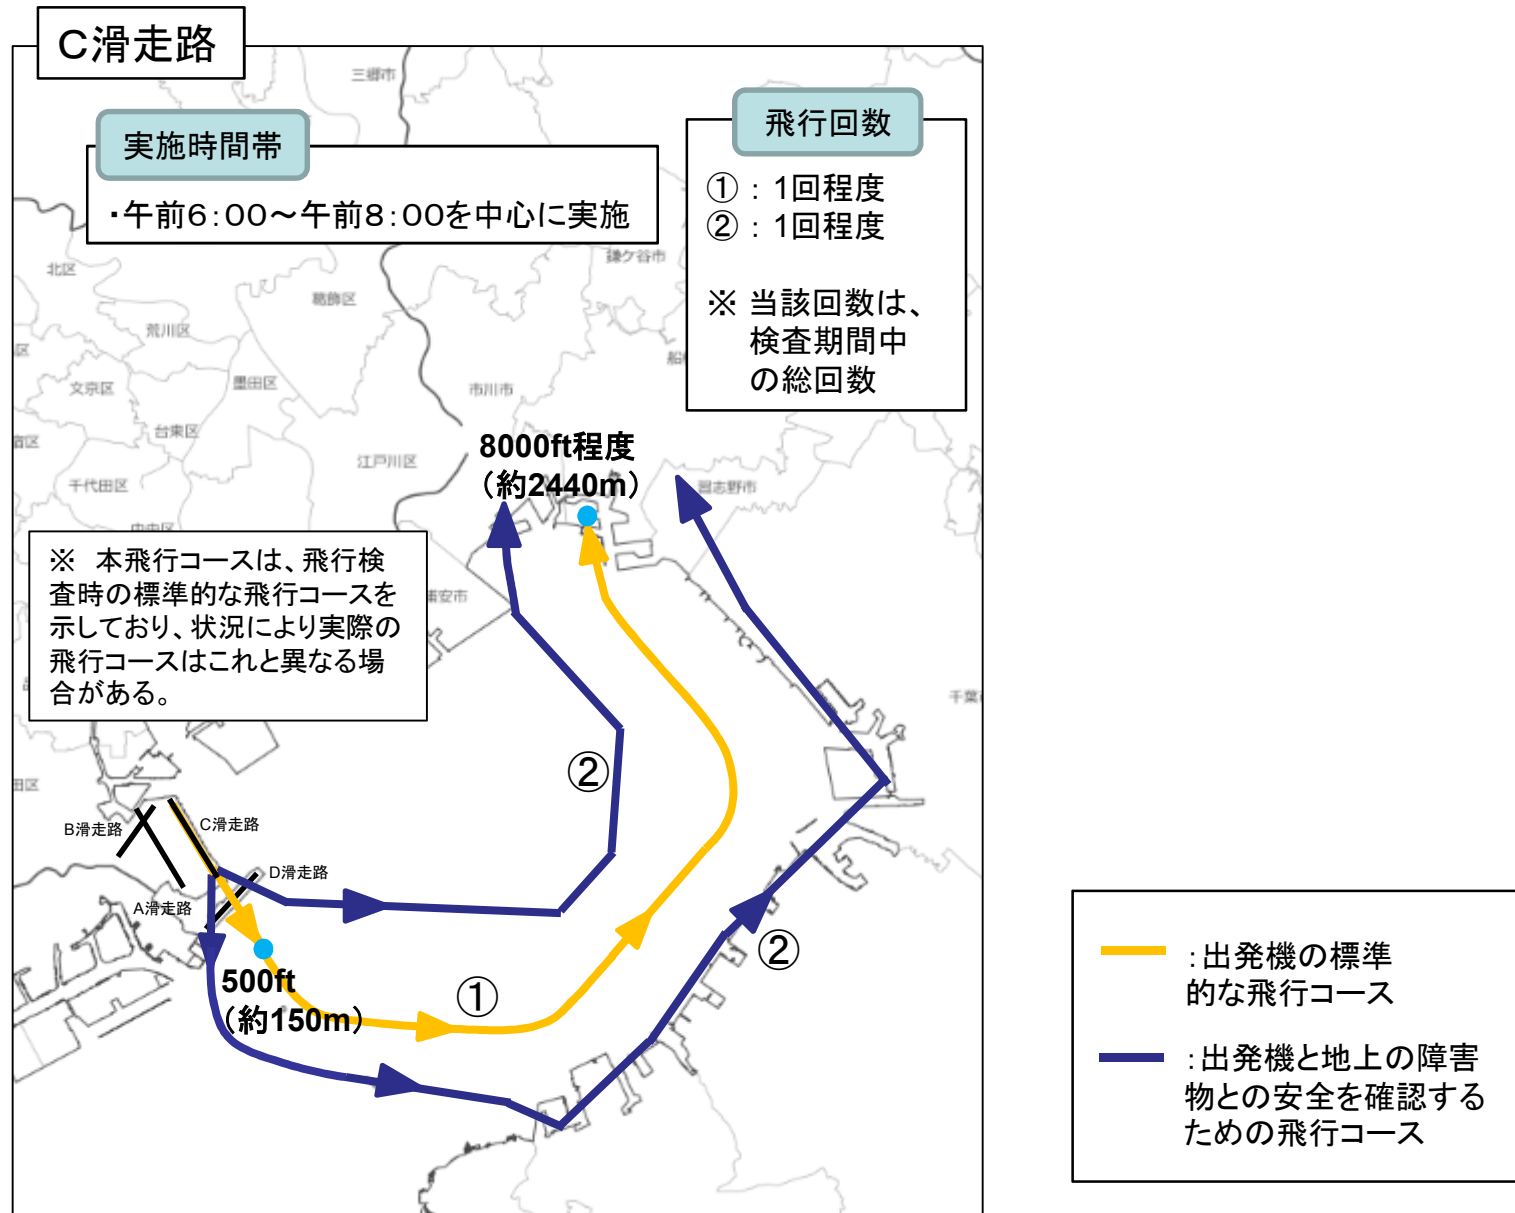 C滑走路
三郷市
実施時間帯
・午前6:00～午前8:00を中心に実施
飛行回数
①： 1回程度
②： 1回程度
※ 当該回数は、
検査期間中
の総回数
北区
葛飾区
鎌ケ谷市
荒川区
文京区
墨田区
市川市
台東区
江戸川区
千代田区
8000ft程度
（約2440m）
習志野市
※ 本飛行コースは、飛行検
査時の標準的な飛行コースを
示しており、状況により実際の
飛行コースはこれと異なる場
合がある。
浦安市
②
B滑走路
C滑走路
D滑走路
A滑走路
500ft
（約150m）
①
②
：出発機の標準
的な飛行コース
：出発機と地上の障害
物との安全を確認する
ための飛行コース